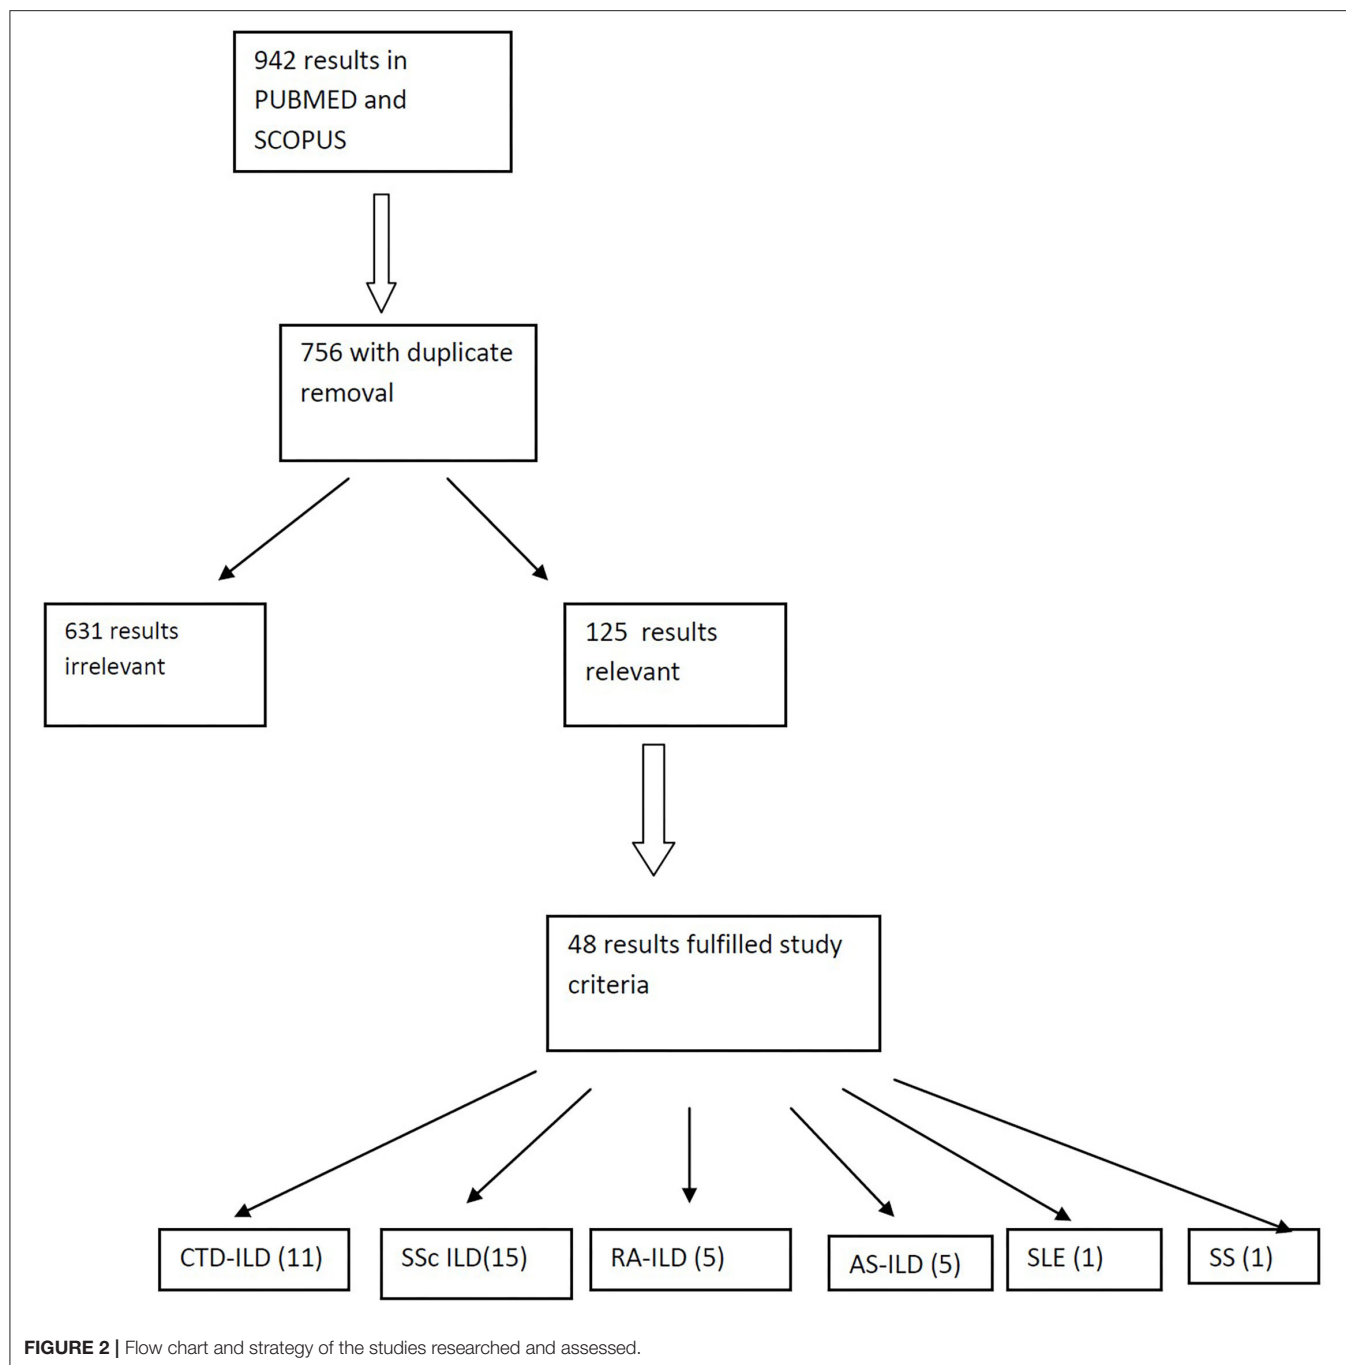 942 results in
PUBMED and
SCOPUS
756 with duplicate
removal
631 results
irrelevant
125 results
relevant
48 results fulfilled study
criteria
CTD-ILD (11)
SSc ILD(15)
RA-ILD (5)
AS-ILD (5)
SLE (1)
SS (1)
FIGURE 2 | Flow chart and strategy of the studies researched and assessed.